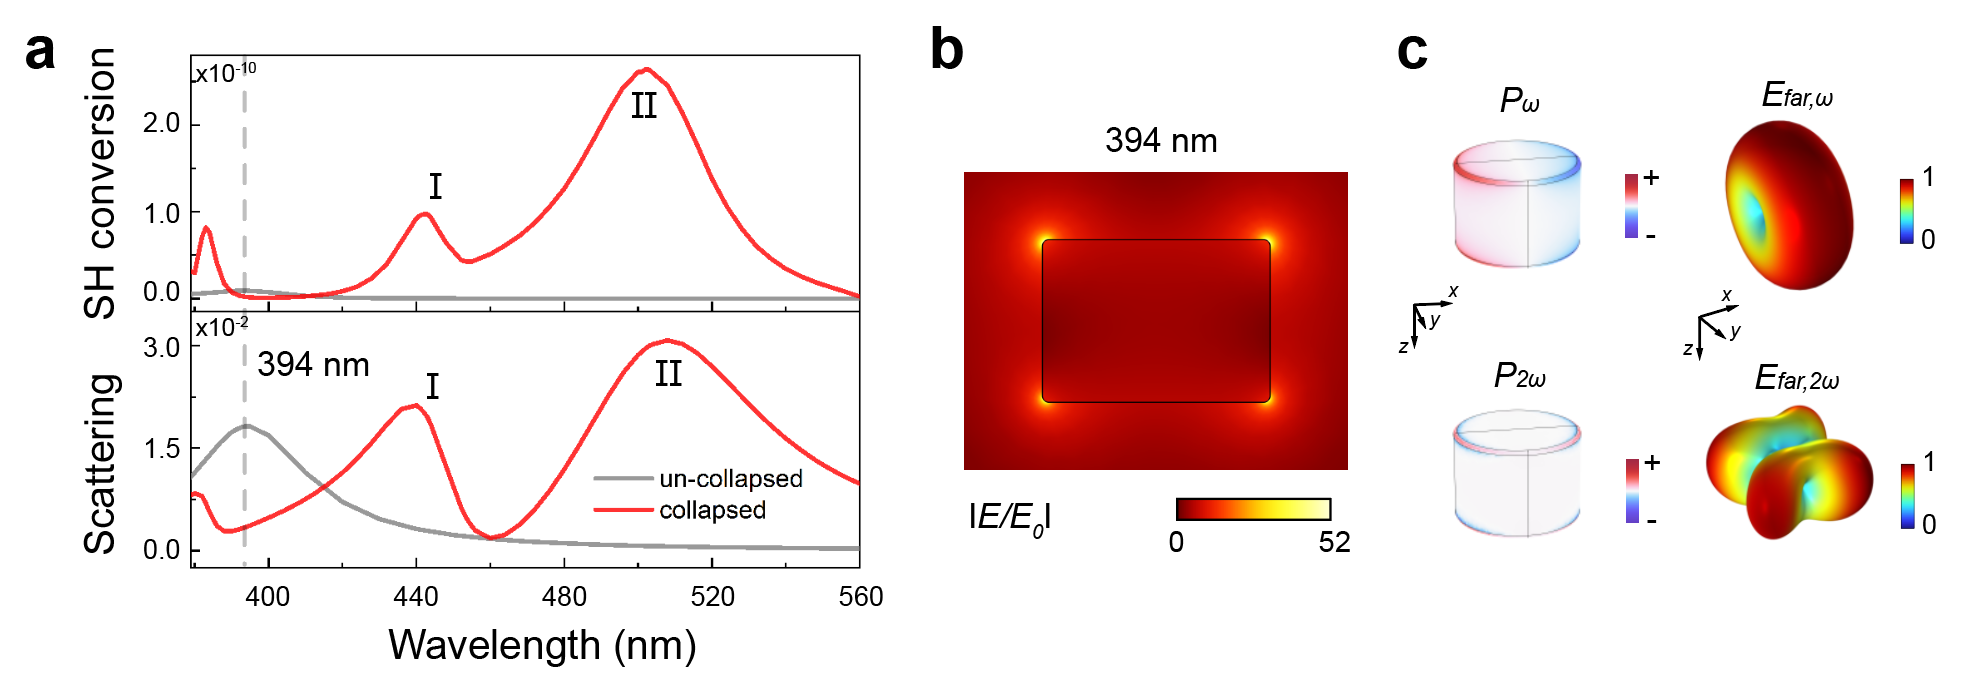 a
SH conversion
x10-10
2.0
1.0
0.0
I
II
Scattering
x10-2
3.0
1.5
0.0
394 nm
I
II
un-collapsed
collapsed
400 440 480 520 560
Wavelength (nm)
b
394 nm
|E/E0|
0 52
c
Pω
+
-
Efar,ω
1
0
x
y
z
x
y
z
P2ω
+
-
Efar,2ω
1
0